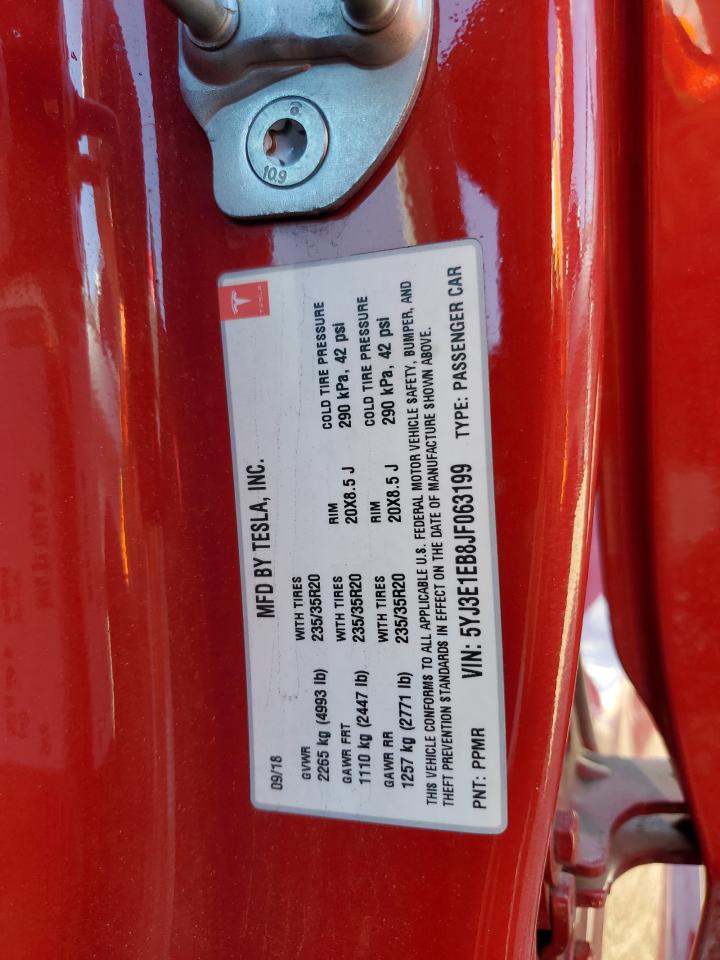 10.9
TESLA
MFD BY TESLA, INC.
09/18
GVWR WITH TIRES
2265 kg (4993 lb) 235/35R20
GAWR FRT WITH TIRES RIM COLD TIRE PRESSURE
1110 kg (2447 lb) 235/35R20 20X8.5 J 290 kPa, 42 psi
GAWR RR WITH TIRES RIM COLD TIRE PRESSURE
1257 kg (2771 lb) 235/35R20 20X8.5 J 290 kPa, 42 psi
THIS VEHICLE CONFORMS TO ALL APPLICABLE U.S. FEDERAL MOTOR VEHICLE SAFETY, BUMPER, AND
THEFT PREVENTION STANDARDS IN EFFECT ON THE DATE OF MANUFACTURE SHOWN ABOVE.
PNT: PPMR VIN: 5YJ3E1EB8JF063199 TYPE: PASSENGER CAR